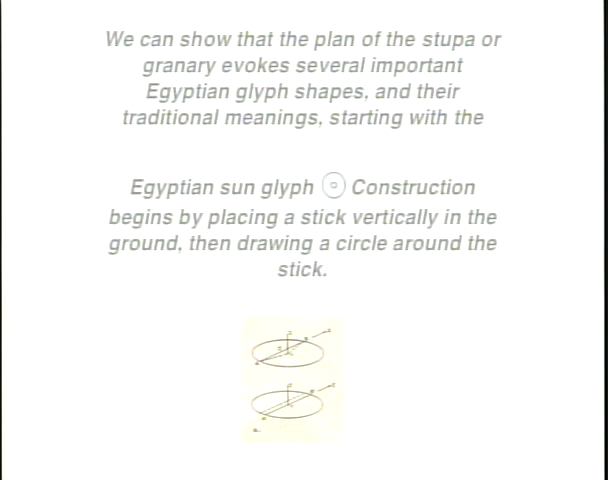 We can show that the plan of the stupa or
granary evokes several important
Egyptian glyph shapes, and their
traditional meanings, starting with the
Egyptian sun glyph Construction
begins by placing a stick vertically in the
ground, then drawing a circle around the
stick.